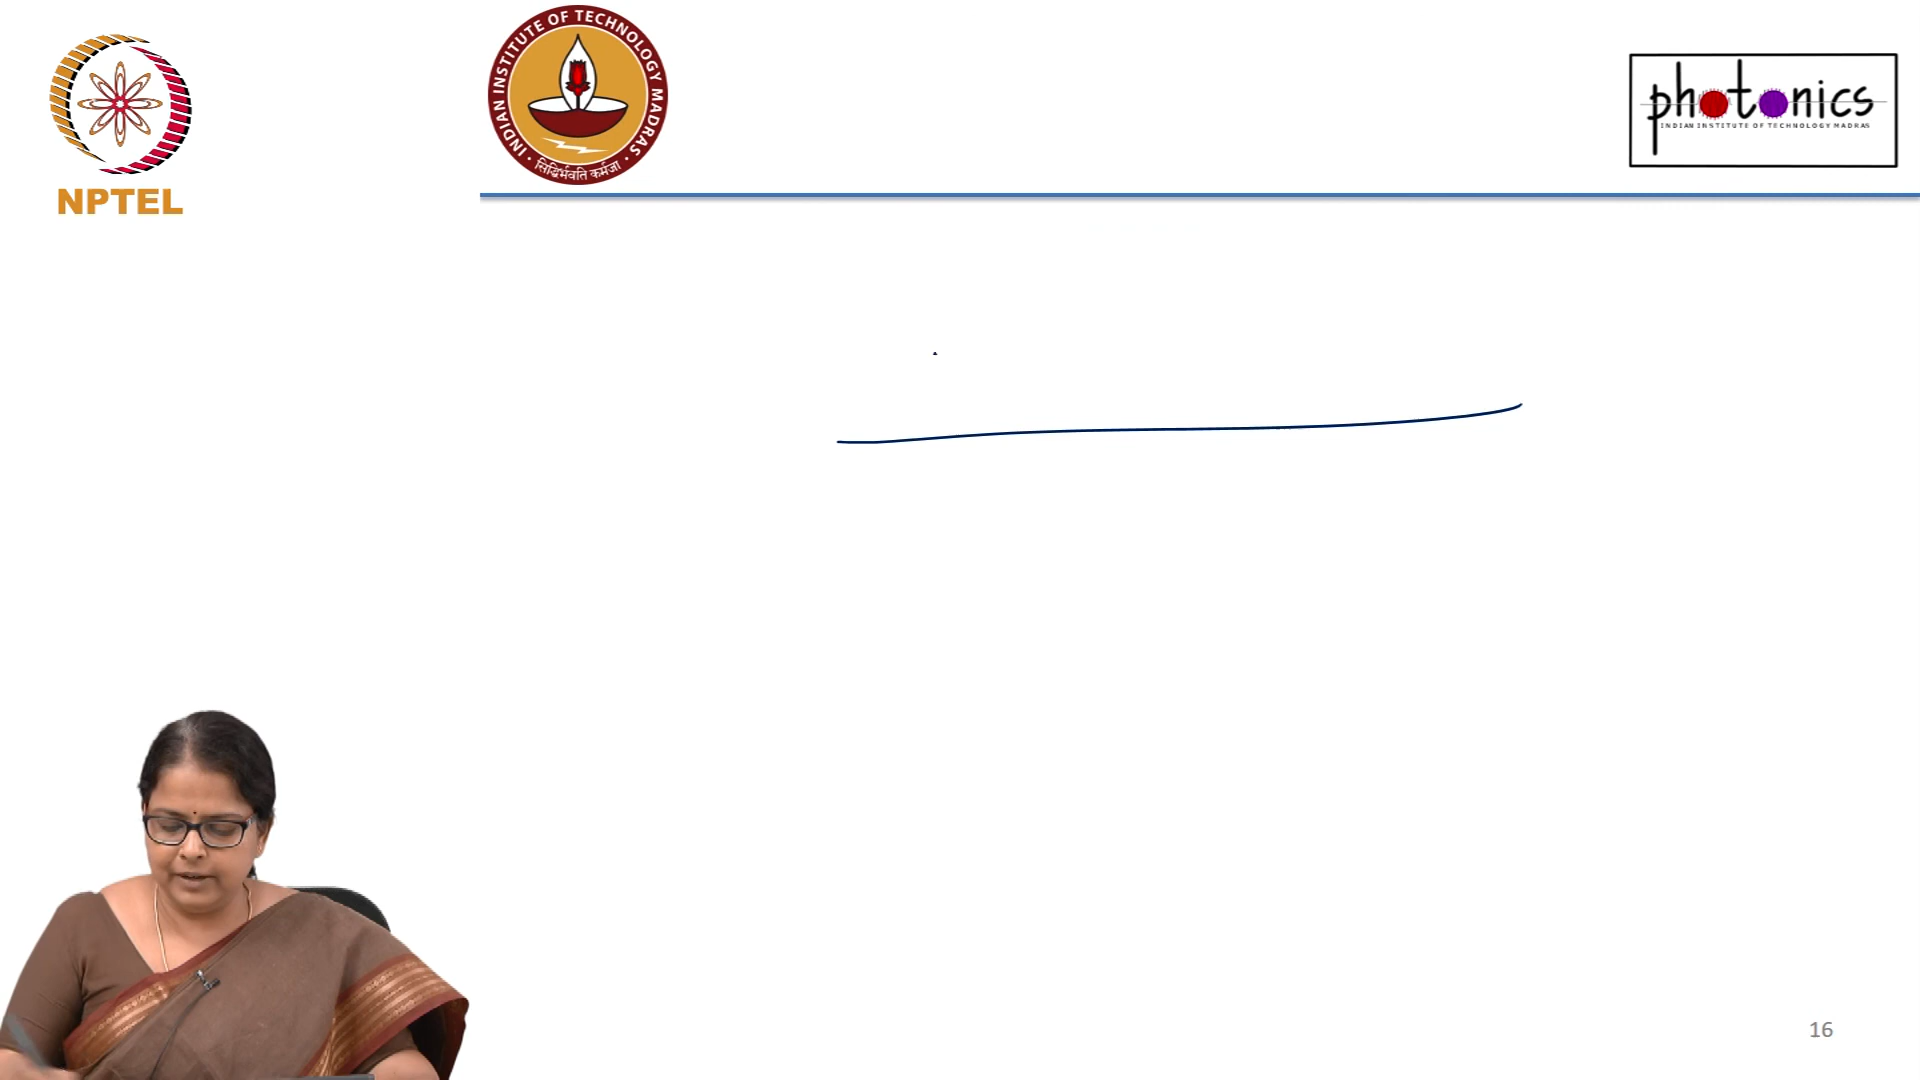 NPTEL
INDIAN INSTITUTE OF TECHNOLOGY MADRAS
सिद्धिर्भवति कर्मजा
photonics
INDIAN INSTITUTE OF TECHNOLOGY MADRAS
16